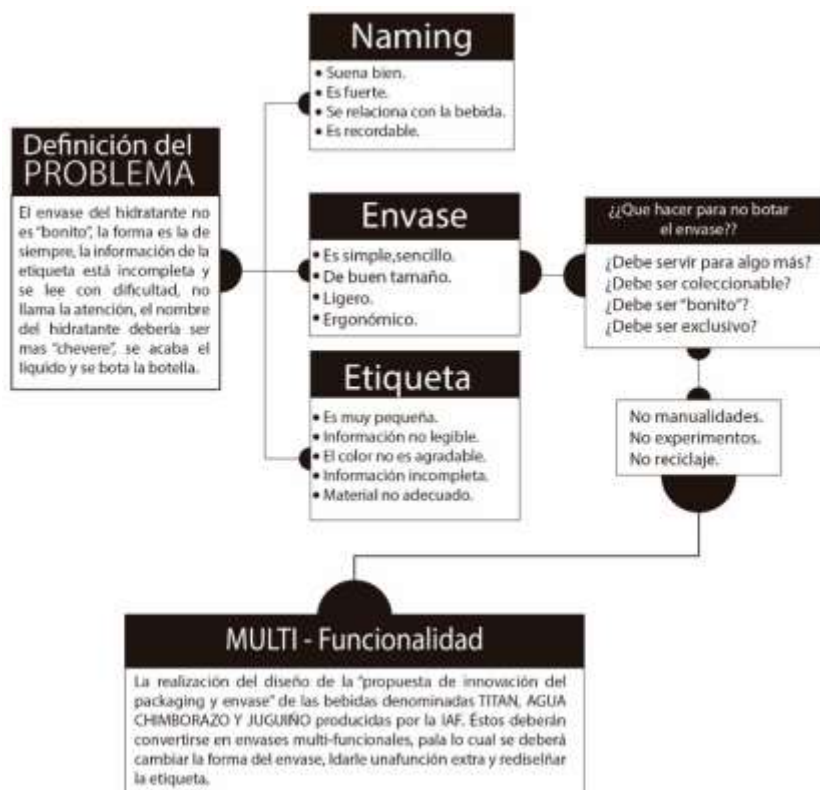 Definición del
PROBLEMA
El envase del hidratante no
es "bonito", la forma es la de
siempre, la información de la
etiqueta está incompleta y
se lee con dificultad, no
llama la atención, el nombre
del hidratante debería ser
mas "chevere", se acaba el
liquido y se bota la botella.
Naming
• Suena bien.
• Es fuerte.
• Se relaciona con la bebida.
• Es recordable.
Envase
• Es simple,sencillo.
• De buen tamaño.
• Ligero.
• Ergonómico.
Etiqueta
• Es muy pequeña.
• Información no legible.
• El color no es agradable.
• Información incompleta.
• Material no adecuado.
¿¿Que hacer para no botar
el envase??
¿Debe servir para algo más?
¿Debe ser coleccionable?
¿Debe ser "bonito"?
¿Debe ser exclusivo?
No manualidades.
No experimentos.
No reciclaje.
MULTI - Funcionalidad
La realización del diseño de la "propuesta de innovación del
packaging y envase" de las bebidas denominadas TITAN, AGUA
CHIMBORAZO Y JUGUIÑO producidas por la IAF. Éstos deberán
convertirse en envases multi-funcionales, pala lo cual se deberá
cambiar la forma del envase, ldarle unafunción extra y rediselñar
la etiqueta.